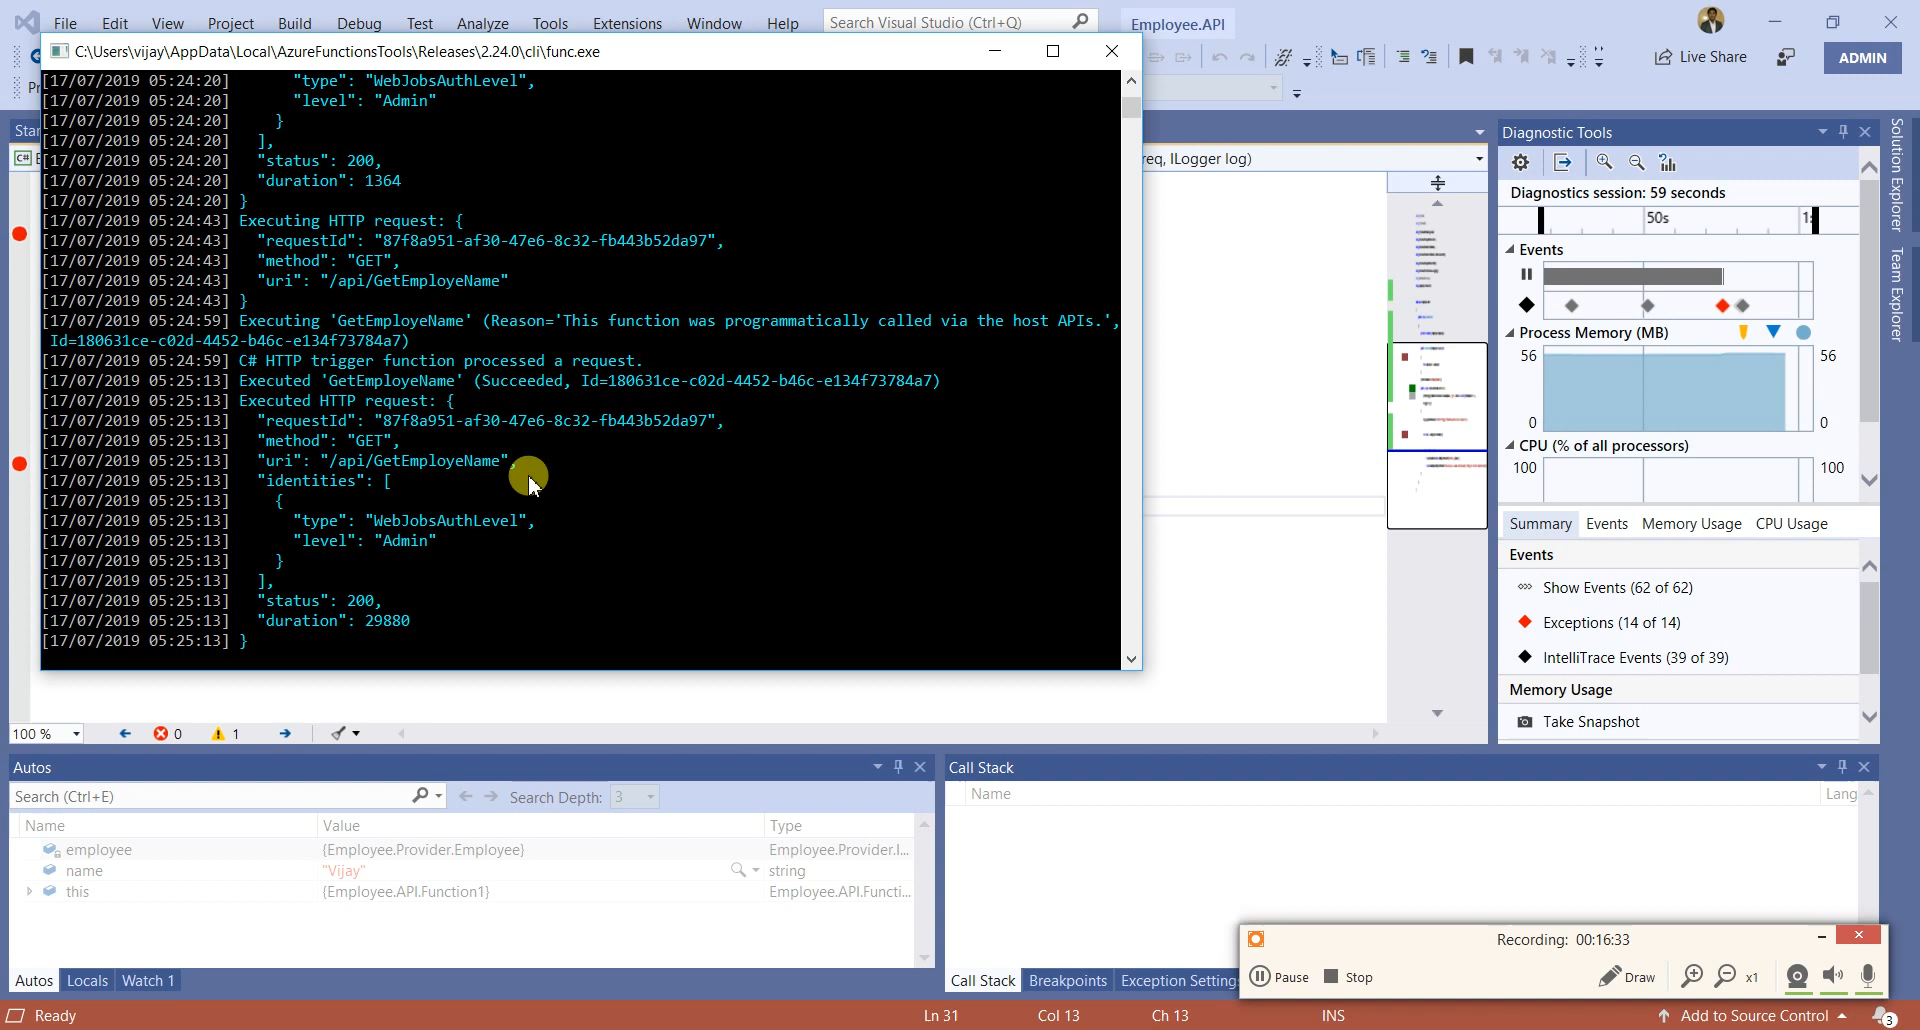 File Edit View Project Build Debug Test Analyze Tools Extensions Window Help Search Visual Studio (Ctrl+Q) Employee.API
C:\Users\vijay\AppData\Local\AzureFunctionsTools\Releases\2.24.0\cli\func.exe
Live Share ADMIN
[17/07/2019 05:24:20] "type": "WebJobsAuthLevel",
[17/07/2019 05:24:20] "level": "Admin"
[17/07/2019 05:24:20] }
[17/07/2019 05:24:20] ],
[17/07/2019 05:24:20] "status": 200,
[17/07/2019 05:24:20] "duration": 1364
[17/07/2019 05:24:20] }
[17/07/2019 05:24:43] Executing HTTP request: {
[17/07/2019 05:24:43] "requestId": "87f8a951-af30-47e6-8c32-fb443b52da97",
[17/07/2019 05:24:43] "method": "GET",
[17/07/2019 05:24:43] "uri": "/api/GetEmployeName"
[17/07/2019 05:24:43] }
[17/07/2019 05:24:59] Executing 'GetEmployeName' (Reason='This function was programmatically called via the host APIs.',
Id=180631ce-c02d-4452-b46c-e134f73784a7)
[17/07/2019 05:24:59] C# HTTP trigger function processed a request.
[17/07/2019 05:25:13] Executed 'GetEmployeName' (Succeeded, Id=180631ce-c02d-4452-b46c-e134f73784a7)
[17/07/2019 05:25:13] Executed HTTP request: {
[17/07/2019 05:25:13] "requestId": "87f8a951-af30-47e6-8c32-fb443b52da97",
[17/07/2019 05:25:13] "method": "GET",
[17/07/2019 05:25:13] "uri": "/api/GetEmployeName",
[17/07/2019 05:25:13] "identities": [
[17/07/2019 05:25:13] {
[17/07/2019 05:25:13] "type": "WebJobsAuthLevel",
[17/07/2019 05:25:13] "level": "Admin"
[17/07/2019 05:25:13] }
[17/07/2019 05:25:13] ],
[17/07/2019 05:25:13] "status": 200,
[17/07/2019 05:25:13] "duration": 29880
[17/07/2019 05:25:13] }
req, ILogger log)
Diagnostic Tools
Diagnostics session: 59 seconds
50s
Events
Process Memory (MB)
56 56
0 0
CPU (% of all processors)
100 100
Summary Events Memory Usage CPU Usage
Events
Show Events (62 of 62)
Exceptions (14 of 14)
IntelliTrace Events (39 of 39)
Memory Usage
Take Snapshot
Solution Explorer
Team Explorer
100 % 0 1
Autos
Search (Ctrl+E) Search Depth: 3
Name Value Type
employee {Employee.Provider.Employee} Employee.Provider.I...
name "Vijay" string
this {Employee.API.Function1} Employee.API.Functi...
Autos Locals Watch 1
Call Stack
Name Lang
Call Stack Breakpoints Exception Settings
Recording: 00:16:33
Pause Stop Draw x1
Ready Ln 31 Col 13 Ch 13 INS Add to Source Control 3